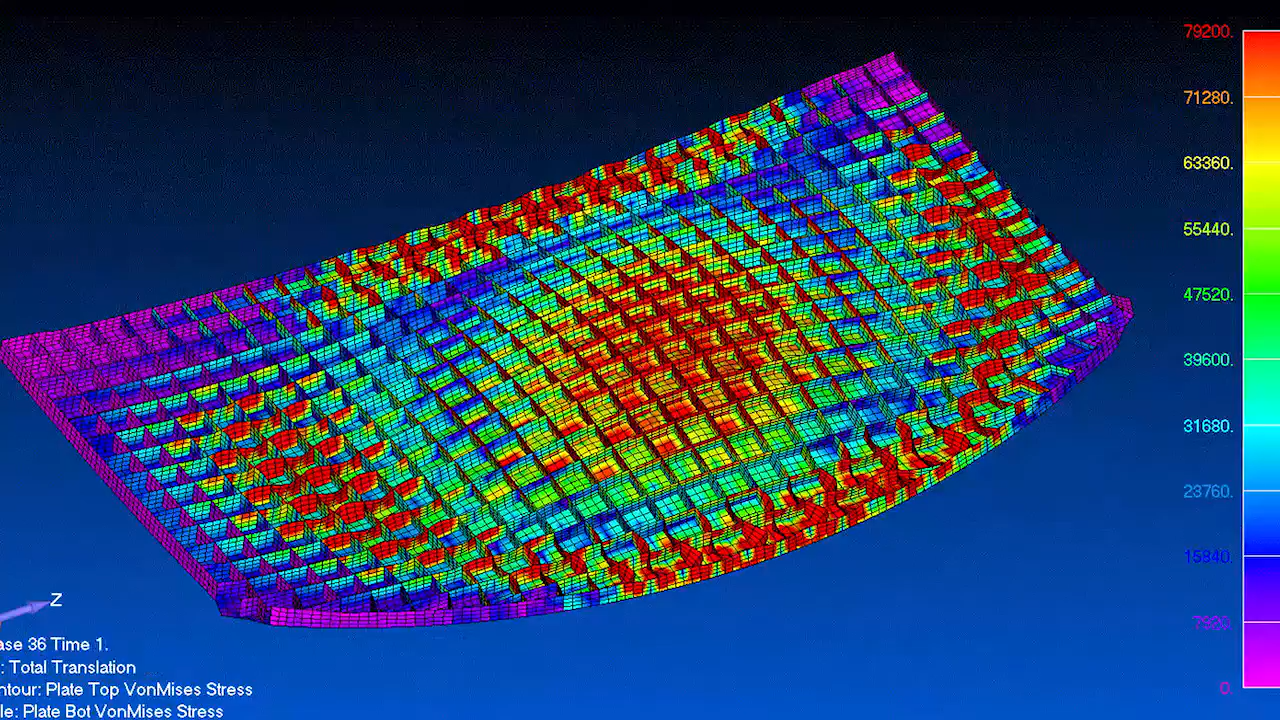 79200.
71280.
63360.
55440.
47520.
39600.
31680.
23760.
15840.
7920.
0.
Z
ase 36 Time 1.
: Total Translation
ntour: Plate Top VonMises Stress
le: Plate Bot VonMises Stress